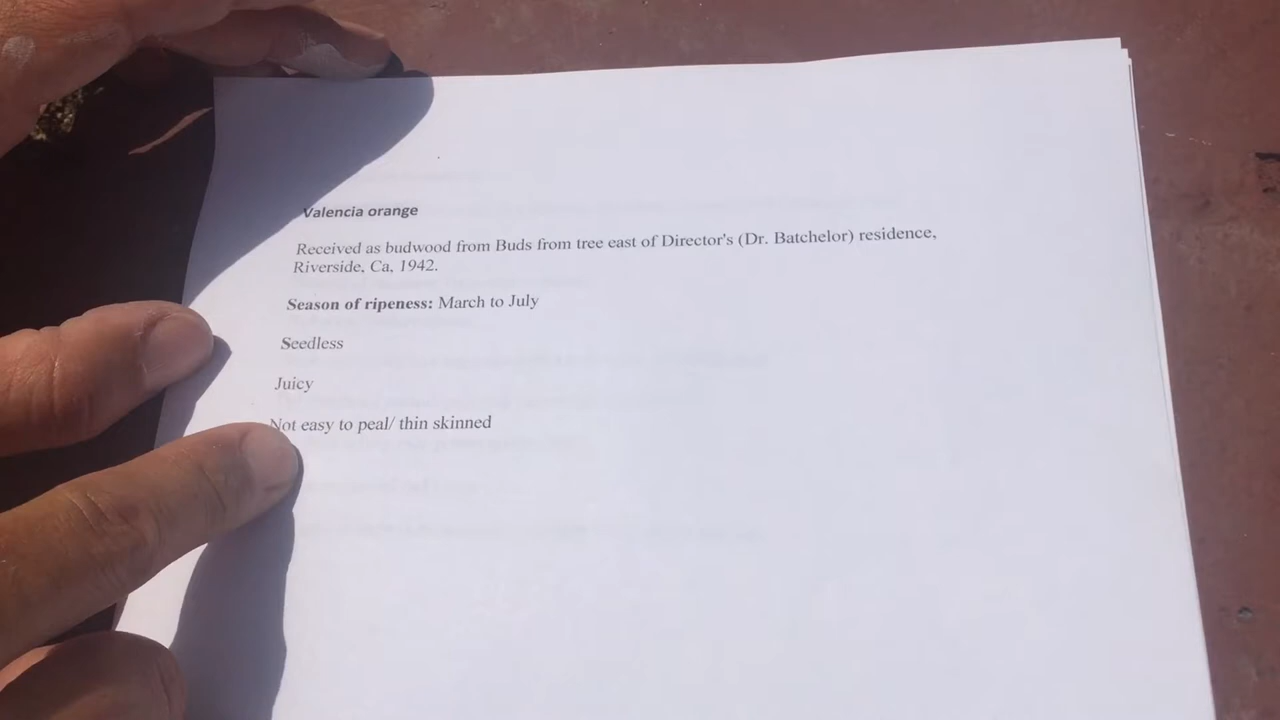 Valencia orange
Received as budwood from Buds from tree east of Director's (Dr. Batchelor) residence,
Riverside, Ca, 1942.
Season of ripeness: March to July
Seedless
Juicy
Not easy to peal/ thin skinned